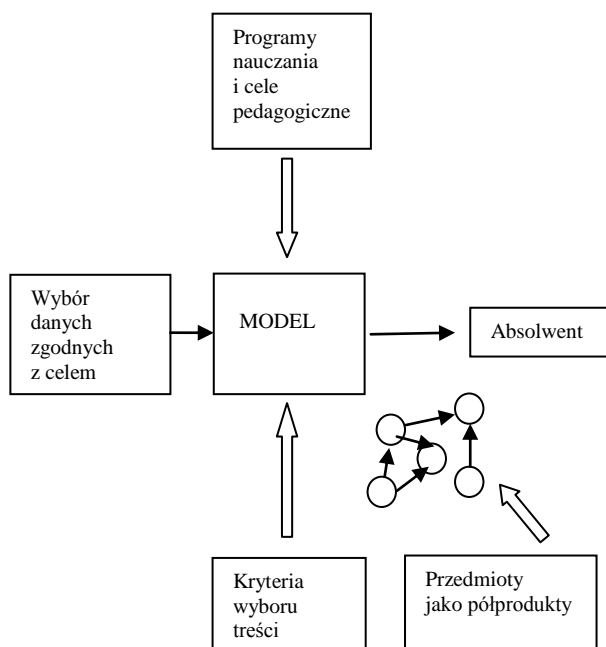 Programy
nauczania
i cele
pedagogiczne
Wybór
danych
zgodnych
z celem
MODEL
Absolwent
Kryteria
wyboru
treści
Przedmioty
jako półprodukty